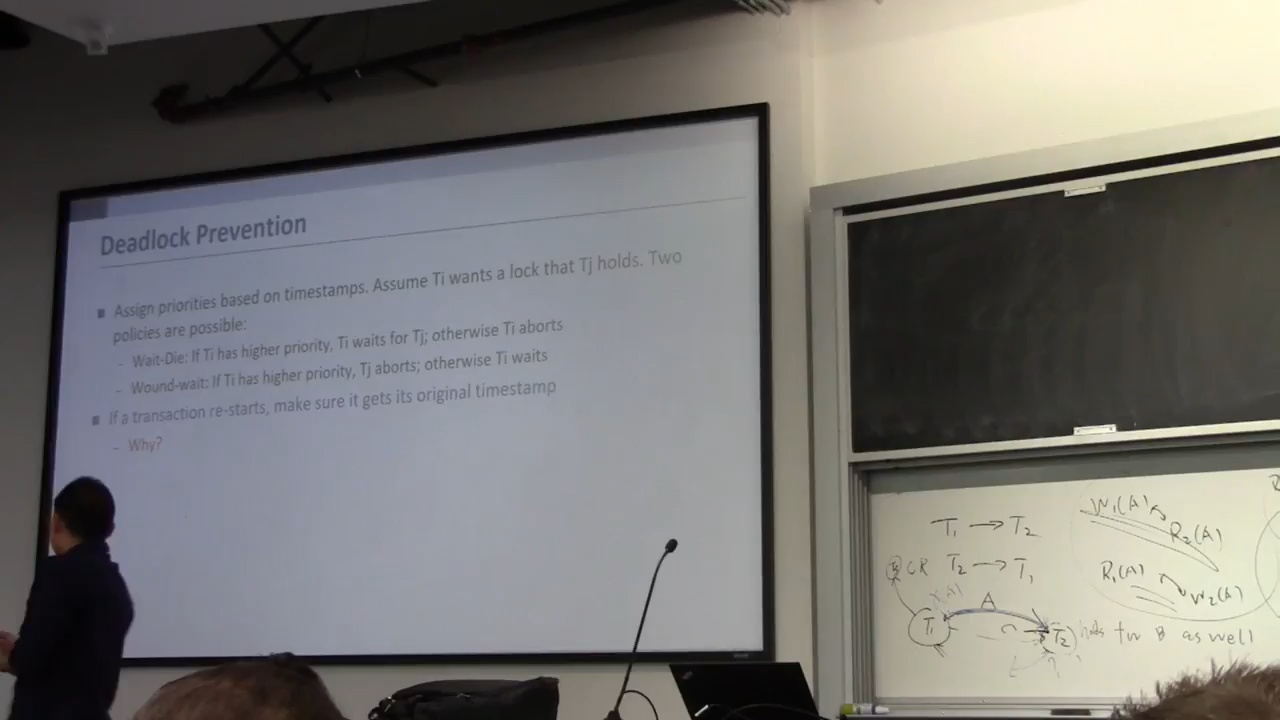 Deadlock Prevention
Assign priorities based on timestamps. Assume Ti wants a lock that Tj holds. Two
policies are possible:
- Wait-Die: If Ti has higher priority, Ti waits for Tj; otherwise Ti aborts
- Wound-wait: If Ti has higher priority, Tj aborts; otherwise Ti waits
If a transaction re-starts, make sure it gets its original timestamp
- Why?
T1 → T2
OR T2 → T1
A
T1
T2
for B as well
W1(A)
R2(A)
R1(A)
W2(A)